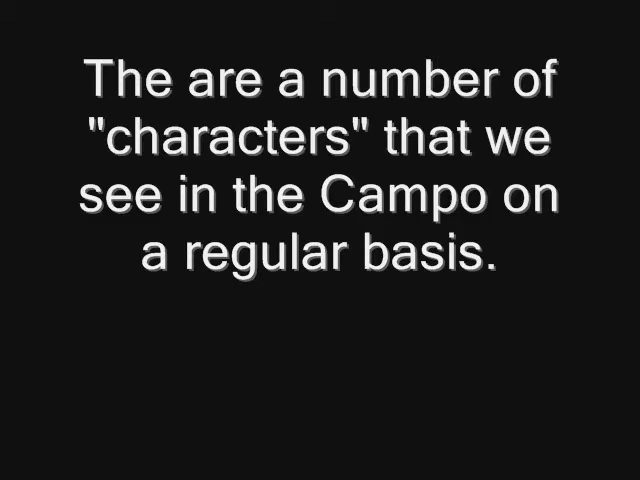 The are a number of
"characters" that we
see in the Campo on
a regular basis.